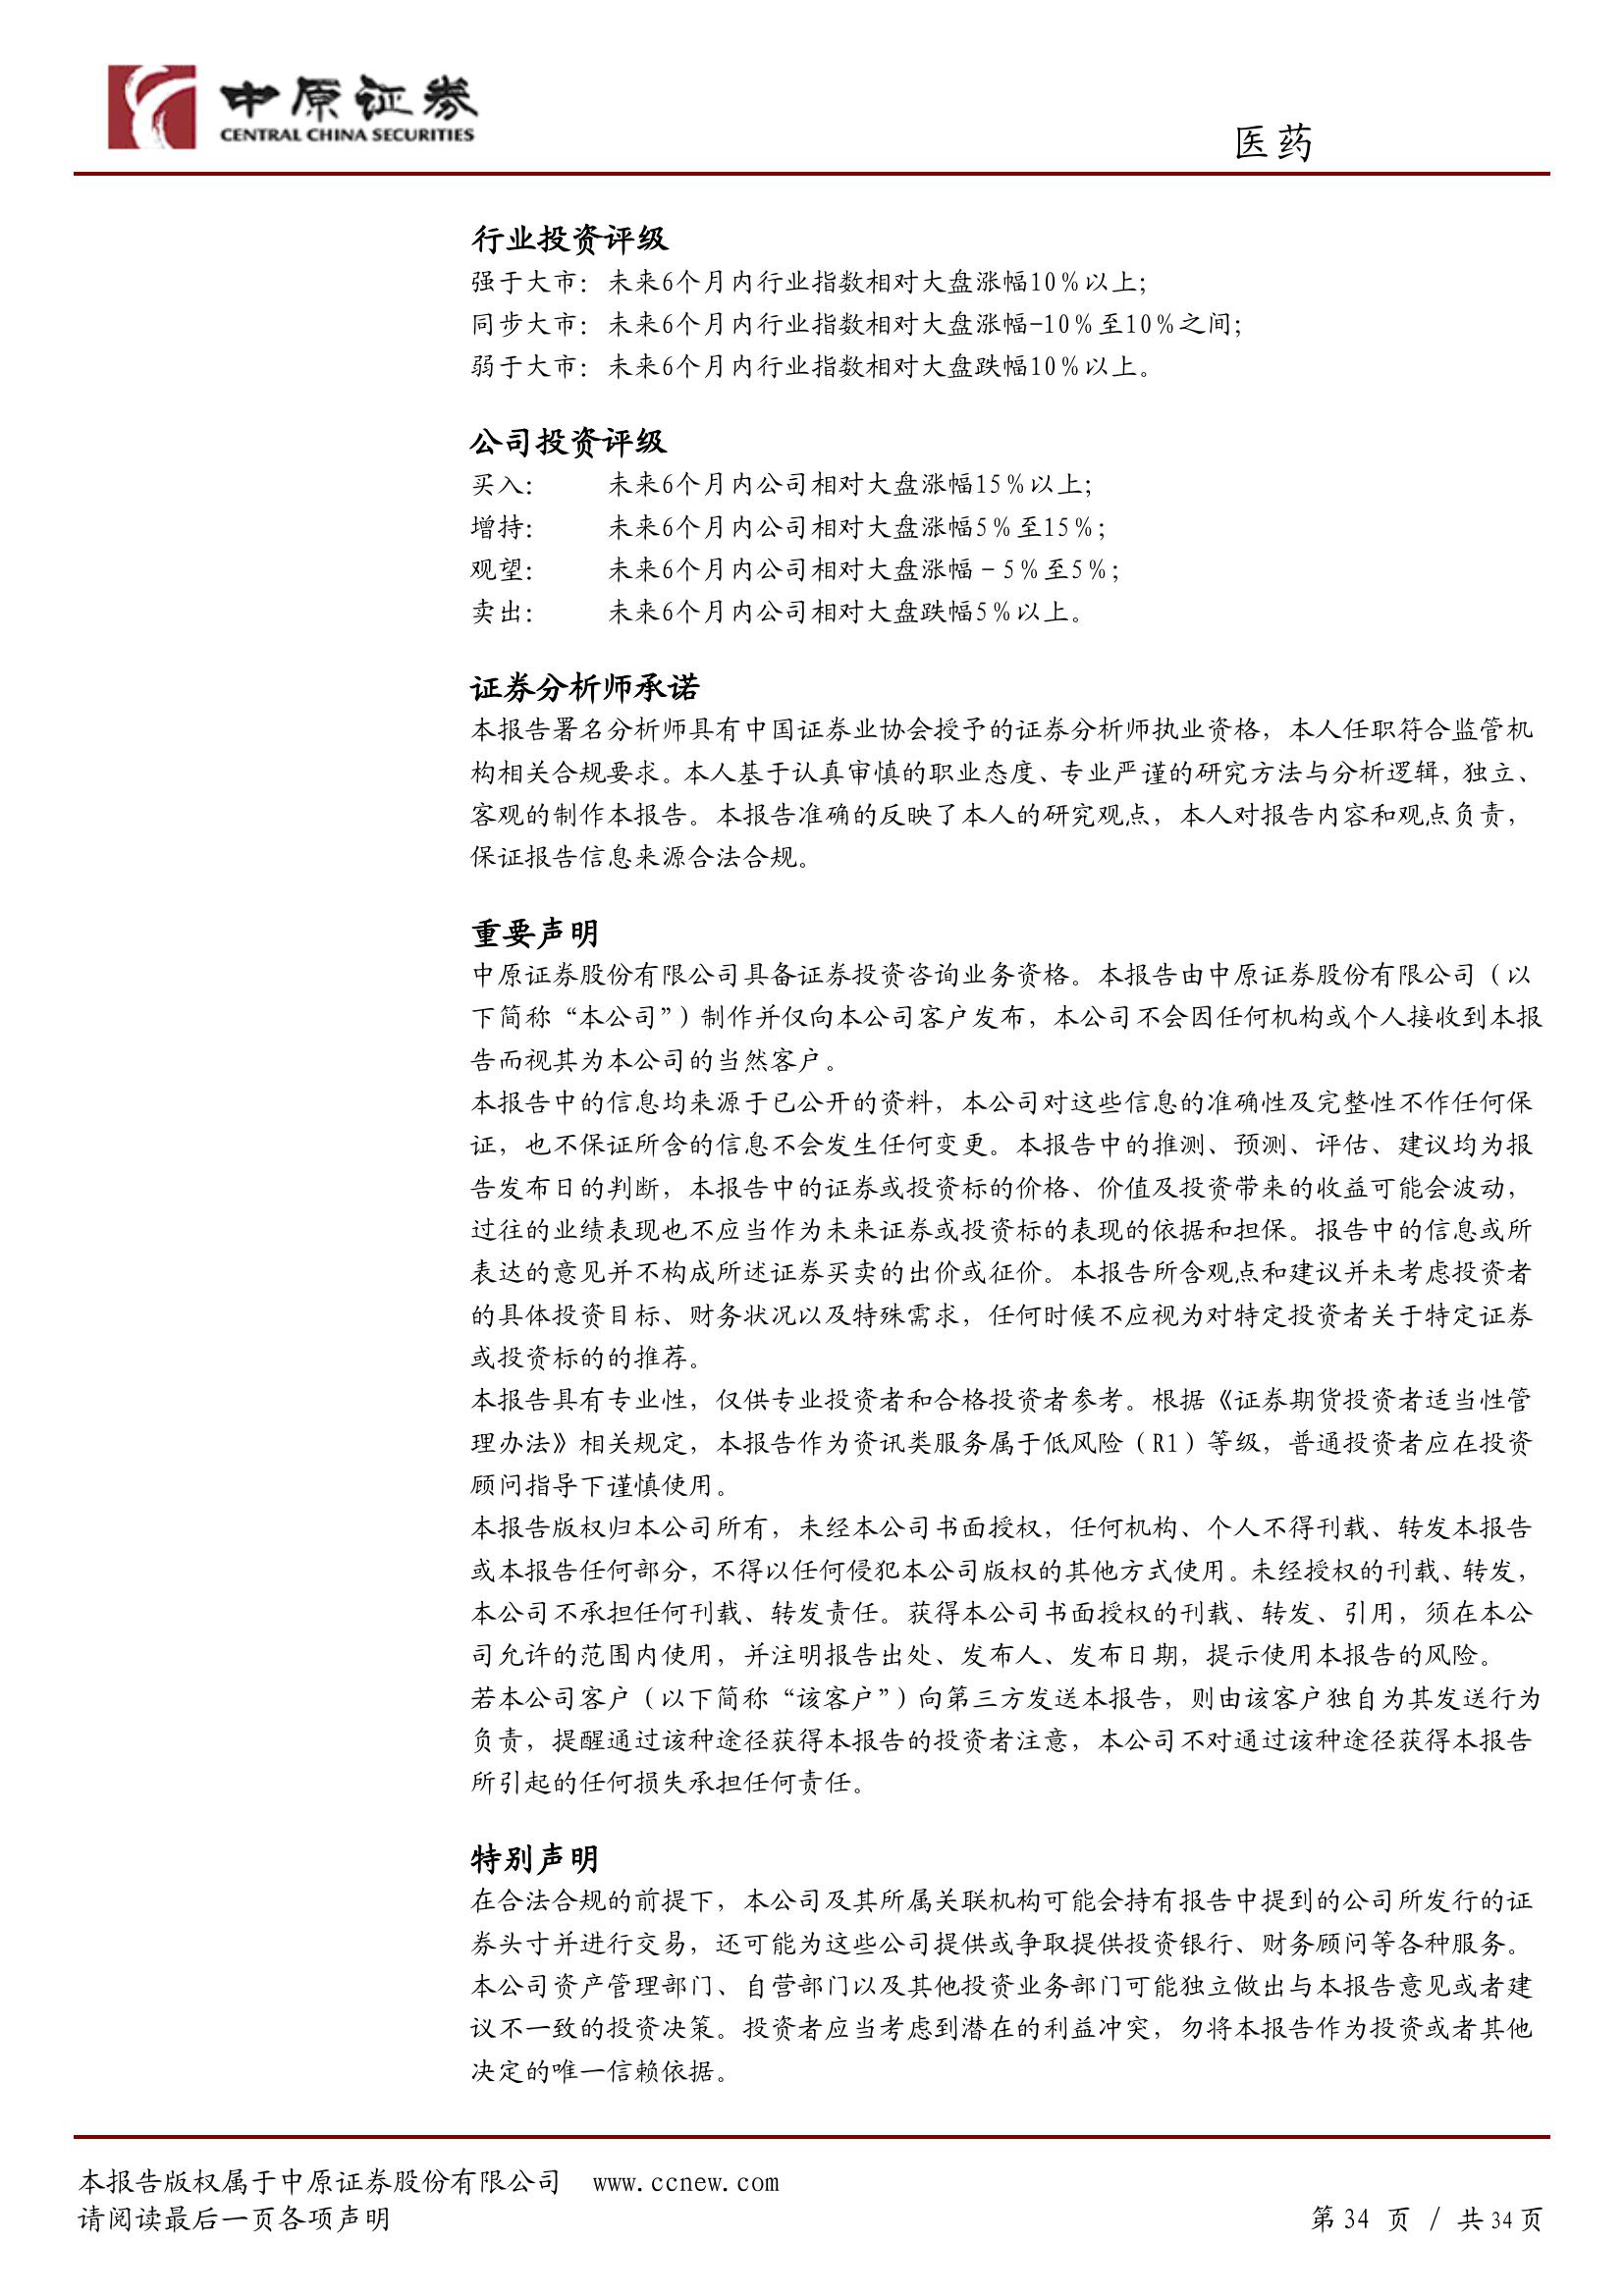 中原证券
CENTRAL CHINA SECURITIES
医药
行业投资评级
强于大市：未来6个月内行业指数相对大盘涨幅10％以上；
同步大市：未来6个月内行业指数相对大盘涨幅-10％至10％之间；
弱于大市：未来6个月内行业指数相对大盘跌幅10％以上。
公司投资评级
买入： 未来6个月内公司相对大盘涨幅15％以上；
增持： 未来6个月内公司相对大盘涨幅5％至15％；
观望： 未来6个月内公司相对大盘涨幅－5％至5％；
卖出： 未来6个月内公司相对大盘跌幅5％以上。
证券分析师承诺
本报告署名分析师具有中国证券业协会授予的证券分析师执业资格，本人任职符合监管机
构相关合规要求。本人基于认真审慎的职业态度、专业严谨的研究方法与分析逻辑，独立、
客观的制作本报告。本报告准确的反映了本人的研究观点，本人对报告内容和观点负责，
保证报告信息来源合法合规。
重要声明
中原证券股份有限公司具备证券投资咨询业务资格。本报告由中原证券股份有限公司（以
下简称“本公司”）制作并仅向本公司客户发布，本公司不会因任何机构或个人接收到本报
告而视其为本公司的当然客户。
本报告中的信息均来源于已公开的资料，本公司对这些信息的准确性及完整性不作任何保
证，也不保证所含的信息不会发生任何变更。本报告中的推测、预测、评估、建议均为报
告发布日的判断，本报告中的证券或投资标的价格、价值及投资带来的收益可能会波动，
过往的业绩表现也不应当作为未来证券或投资标的表现的依据和担保。报告中的信息或所
表达的意见并不构成所述证券买卖的出价或征价。本报告所含观点和建议并未考虑投资者
的具体投资目标、财务状况以及特殊需求，任何时候不应视为对特定投资者关于特定证券
或投资标的的推荐。
本报告具有专业性，仅供专业投资者和合格投资者参考。根据《证券期货投资者适当性管
理办法》相关规定，本报告作为资讯类服务属于低风险（R1）等级，普通投资者应在投资
顾问指导下谨慎使用。
本报告版权归本公司所有，未经本公司书面授权，任何机构、个人不得刊载、转发本报告
或本报告任何部分，不得以任何侵犯本公司版权的其他方式使用。未经授权的刊载、转发，
本公司不承担任何刊载、转发责任。获得本公司书面授权的刊载、转发、引用，须在本公
司允许的范围内使用，并注明报告出处、发布人、发布日期，提示使用本报告的风险。
若本公司客户（以下简称“该客户”）向第三方发送本报告，则由该客户独自为其发送行为
负责，提醒通过该种途径获得本报告的投资者注意，本公司不对通过该种途径获得本报告
所引起的任何损失承担任何责任。
特别声明
在合法合规的前提下，本公司及其所属关联机构可能会持有报告中提到的公司所发行的证
券头寸并进行交易，还可能为这些公司提供或争取提供投资银行、财务顾问等各种服务。
本公司资产管理部门、自营部门以及其他投资业务部门可能独立做出与本报告意见或者建
议不一致的投资决策。投资者应当考虑到潜在的利益冲突，勿将本报告作为投资或者其他
决定的唯一信赖依据。
本报告版权属于中原证券股份有限公司 www.ccnew.com
请阅读最后一页各项声明 第34 页 / 共34页